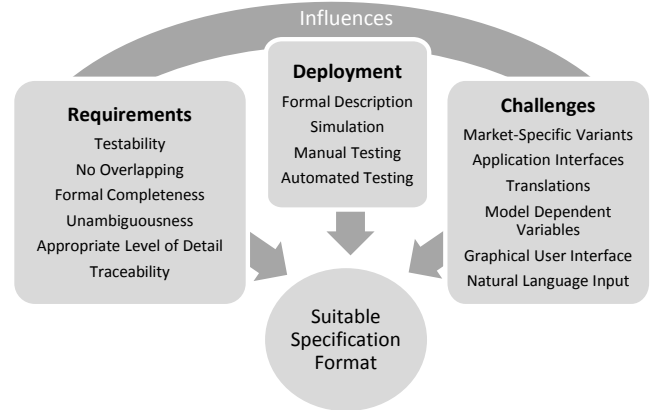 Influences
Requirements
Testability
No Overlapping
Formal Completeness
Unambiguousness
Appropriate Level of Detail
Traceability
Deployment
Formal Description
Simulation
Manual Testing
Automated Testing
Challenges
Market-Specific Variants
Application Interfaces
Translations
Model Dependent
Variables
Graphical User Interface
Natural Language Input
Suitable
Specification
Format